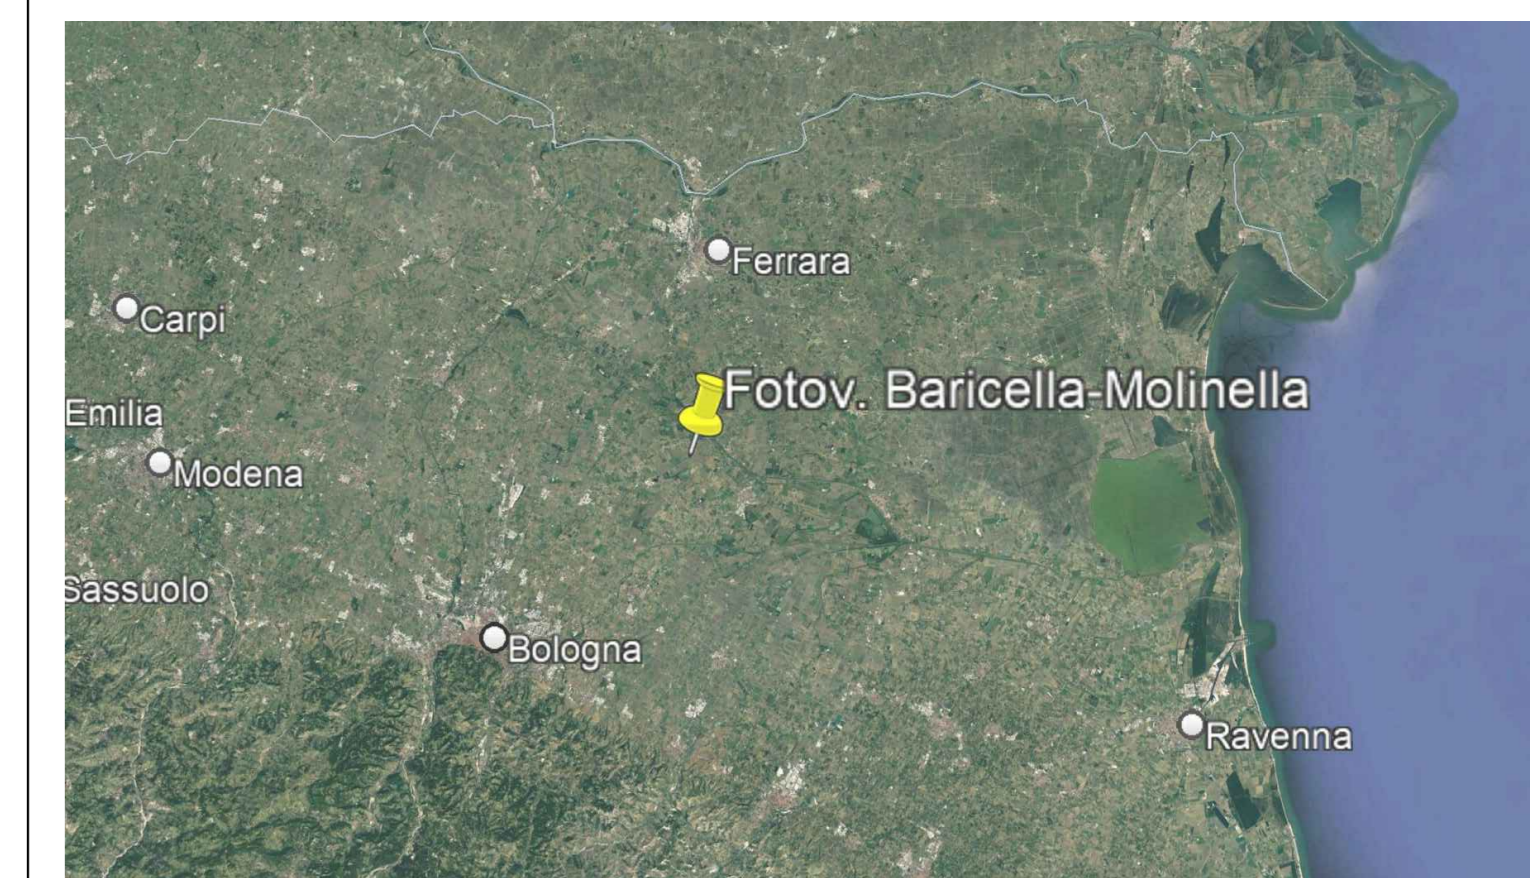 Ferrara
Carpi
Fotov. Baricella-Molinella
Emilia
Modena
Sassuolo
Bologna
Ravenna